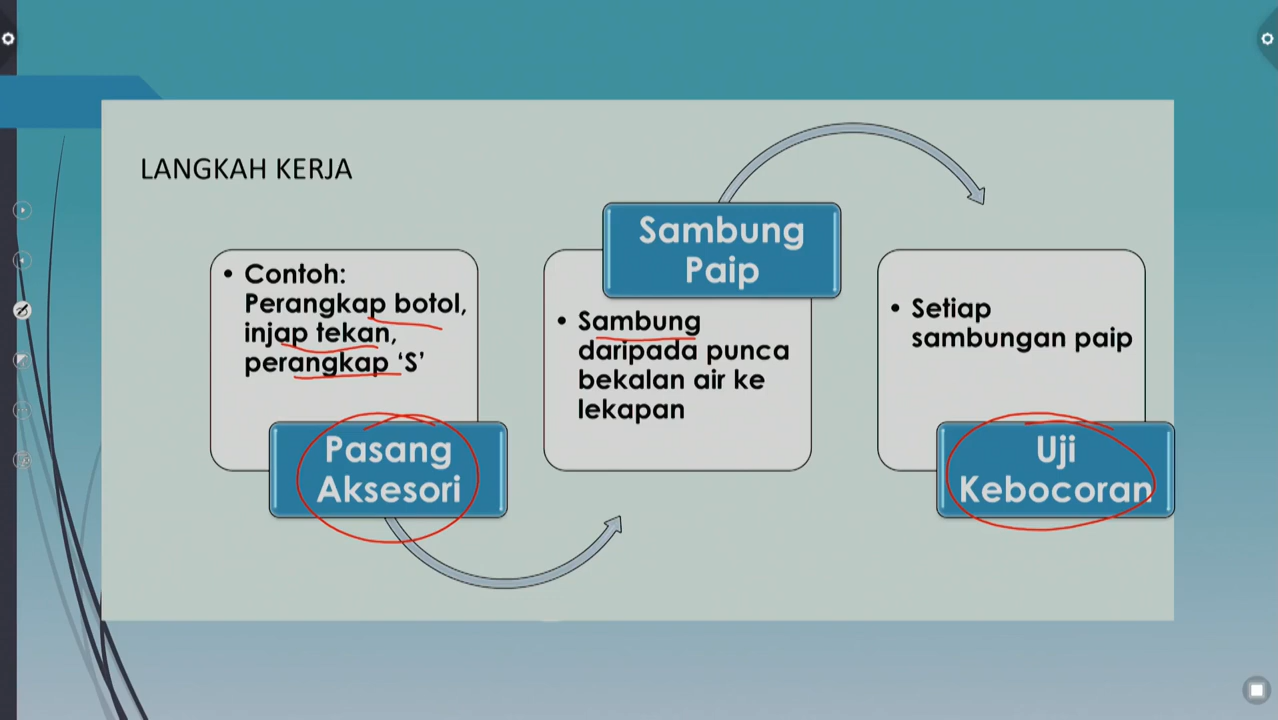 LANGKAH KERJA
• Contoh:
Perangkap botol,
injap tekan,
perangkap ‘S’
Pasang
Aksesori
Sambung
Paip
• Sambung
daripada punca
bekalan air ke
lekapan
• Setiap
sambungan paip
Uji
Kebocoran